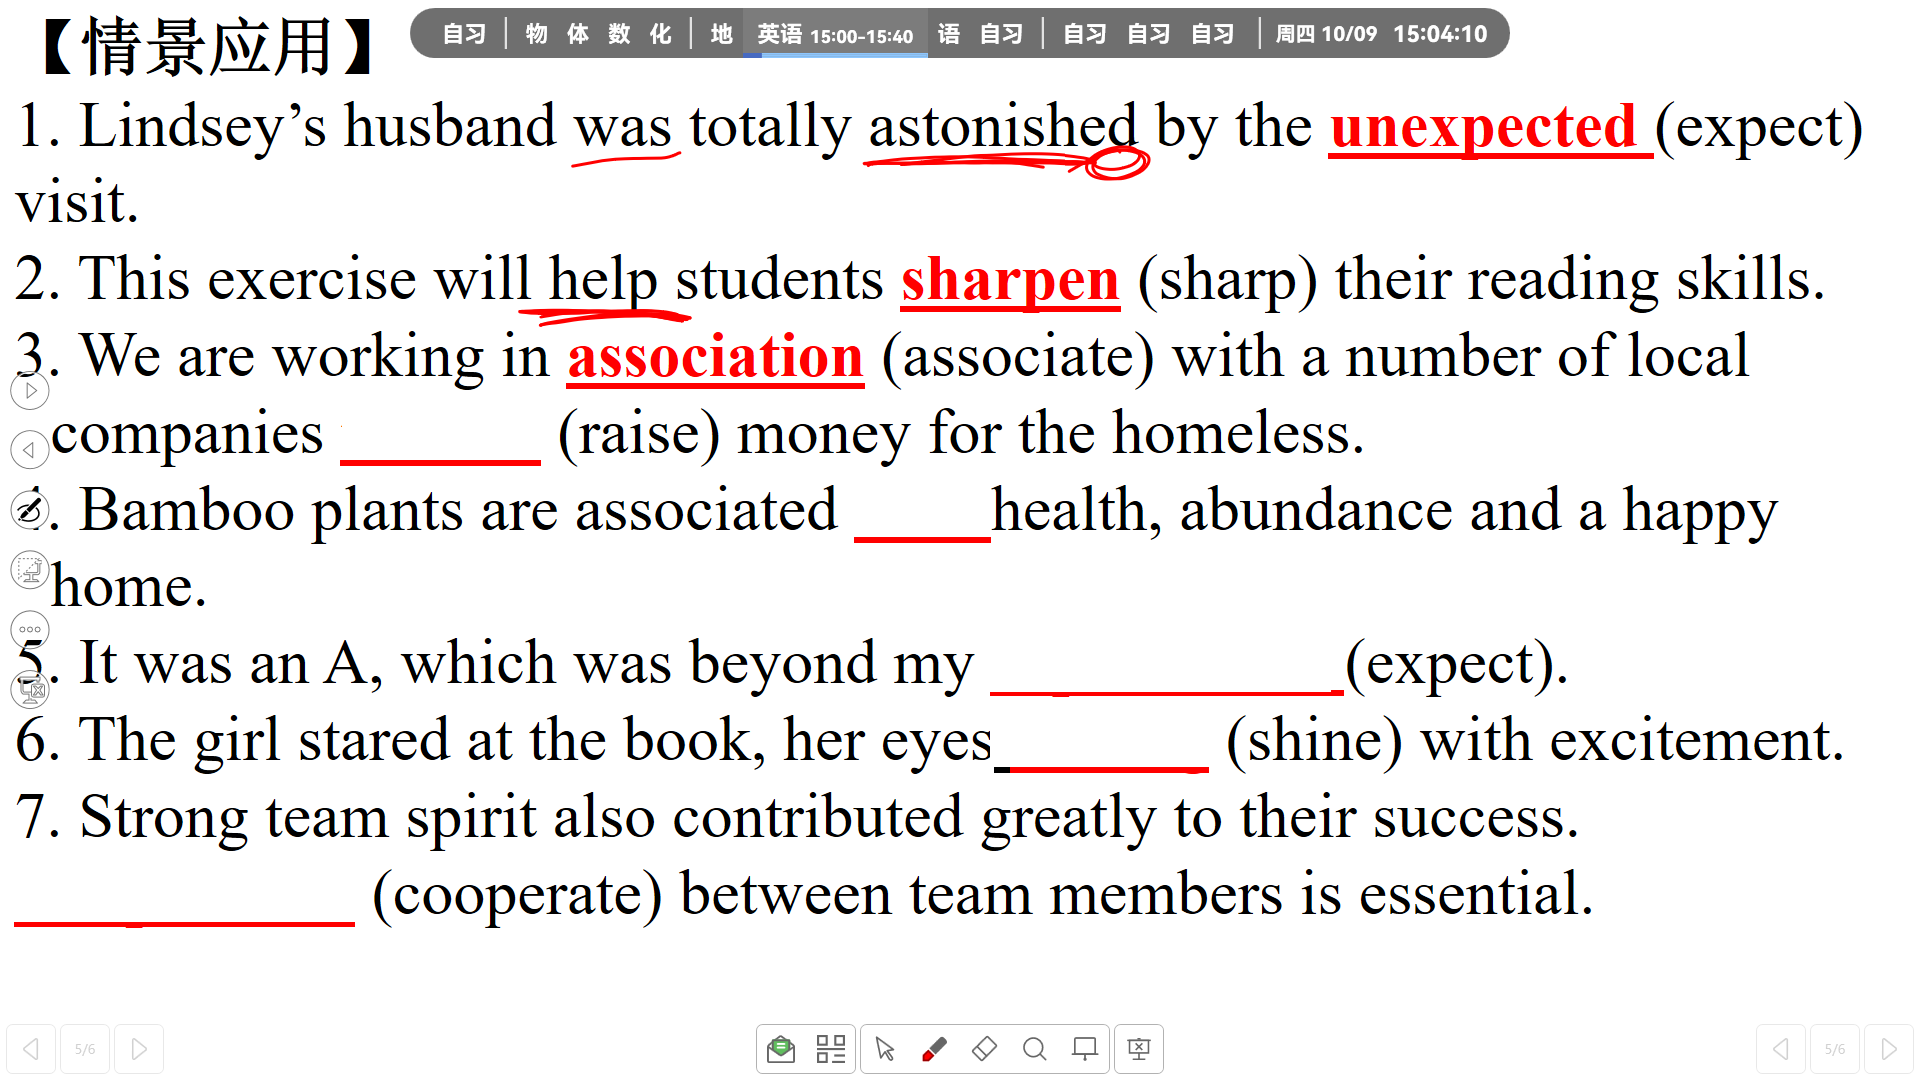 【情景应用】
自习 物 体 数 化 地 英语 15:00-15:40 语 自习 自习 自习 自习 周四 10/09 15:04:10
1. Lindsey’s husband was totally astonished by the unexpected (expect)
visit.
2. This exercise will help students sharpen (sharp) their reading skills.
3. We are working in association (associate) with a number of local
companies (raise) money for the homeless.
. Bamboo plants are associated health, abundance and a happy
home.
5. It was an A, which was beyond my (expect).
6. The girl stared at the book, her eyes (shine) with excitement.
7. Strong team spirit also contributed greatly to their success.
(cooperate) between team members is essential.
5/6
5/6